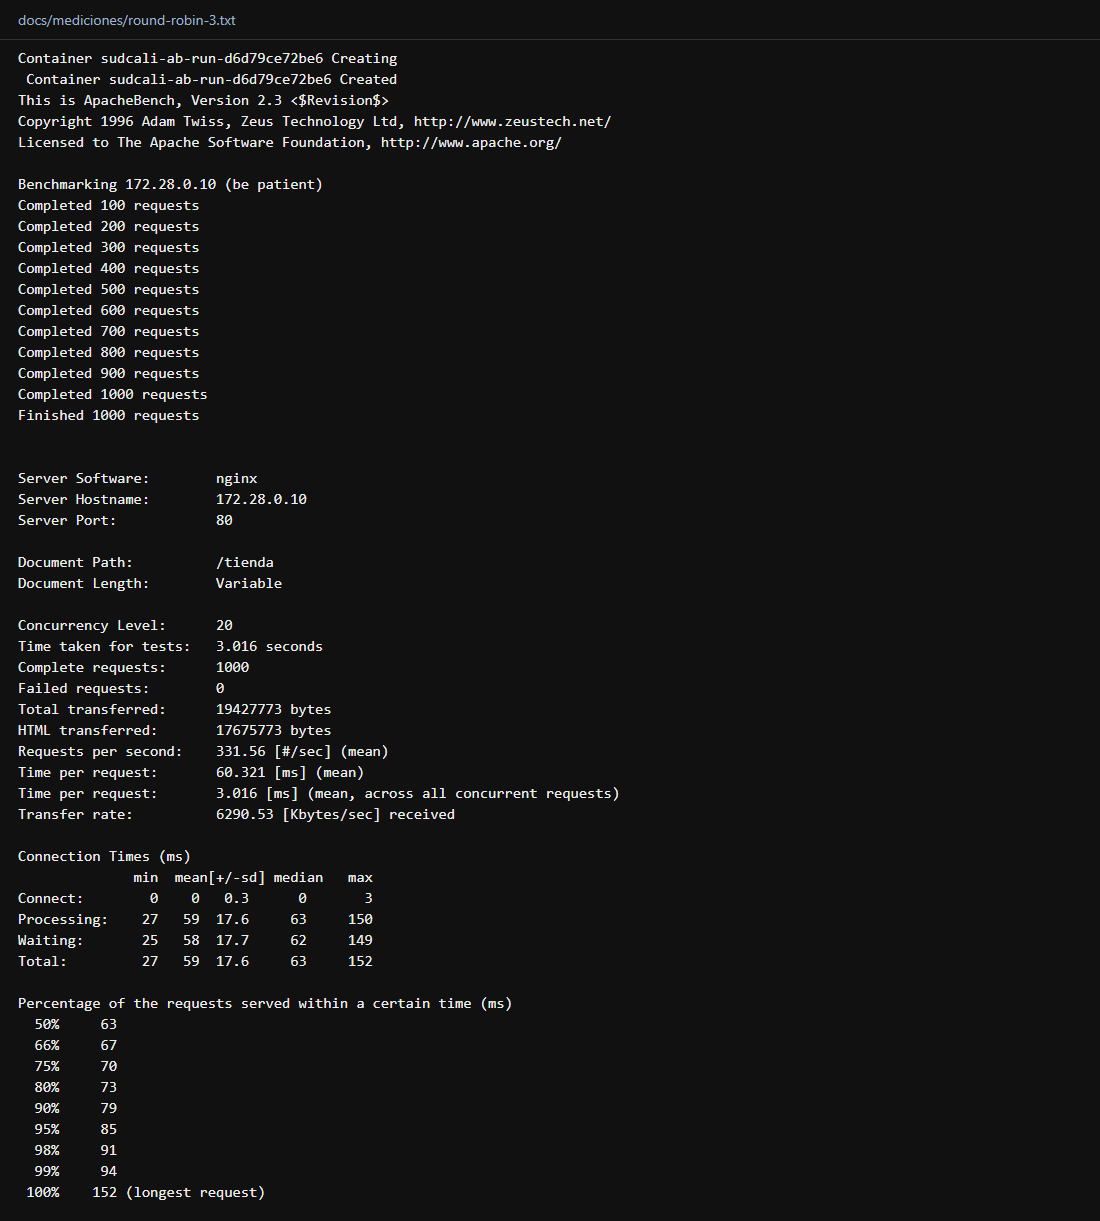 docs/mediciones/round-robin-3.txt
Container sudcali-ab-run-d6d79ce72be6 Creating
 Container sudcali-ab-run-d6d79ce72be6 Created
This is ApacheBench, Version 2.3 <$Revision$>
Copyright 1996 Adam Twiss, Zeus Technology Ltd, http://www.zeustech.net/
Licensed to The Apache Software Foundation, http://www.apache.org/

Benchmarking 172.28.0.10 (be patient)
Completed 100 requests
Completed 200 requests
Completed 300 requests
Completed 400 requests
Completed 500 requests
Completed 600 requests
Completed 700 requests
Completed 800 requests
Completed 900 requests
Completed 1000 requests
Finished 1000 requests


Server Software:        nginx
Server Hostname:        172.28.0.10
Server Port:            80

Document Path:          /tienda
Document Length:        Variable

Concurrency Level:      20
Time taken for tests:   3.016 seconds
Complete requests:      1000
Failed requests:        0
Total transferred:      19427773 bytes
HTML transferred:       17675773 bytes
Requests per second:    331.56 [#/sec] (mean)
Time per request:       60.321 [ms] (mean)
Time per request:       3.016 [ms] (mean, across all concurrent requests)
Transfer rate:          6290.53 [Kbytes/sec] received

Connection Times (ms)
              min  mean[+/-sd] median   max
Connect:        0    0   0.3      0       3
Processing:    27   59  17.6     63     150
Waiting:       25   58  17.7     62     149
Total:         27   59  17.6     63     152

Percentage of the requests served within a certain time (ms)
  50%     63
  66%     67
  75%     70
  80%     73
  90%     79
  95%     85
  98%     91
  99%     94
 100%    152 (longest request)